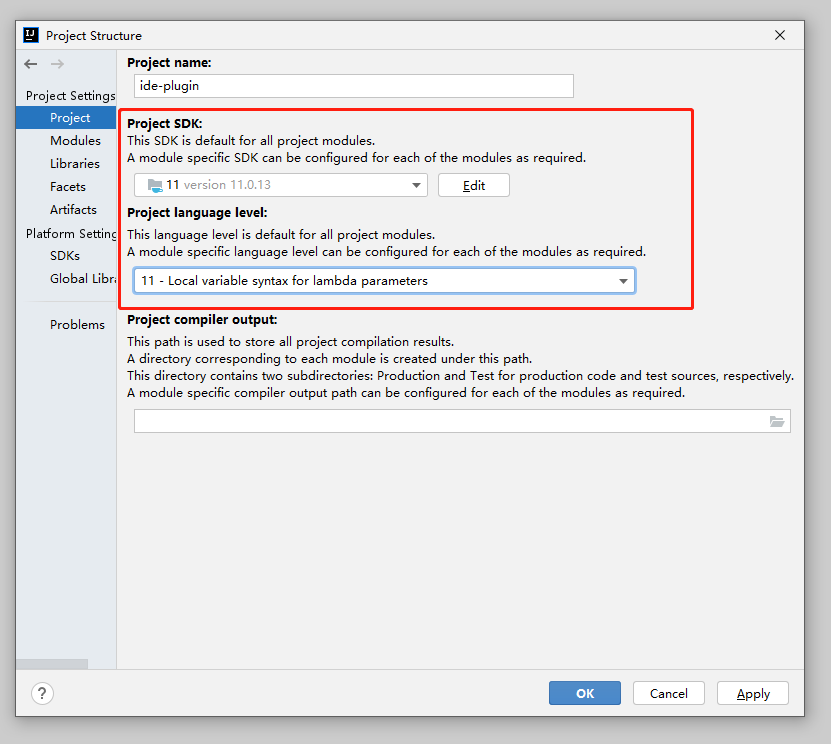 IJ
Project Structure
Project Settings
Project
Modules
Libraries
Facets
Artifacts
Platform Setting
SDKs
Global Libra
Problems
Project name:
ide-plugin
Project SDK:
This SDK is default for all project modules.
A module specific SDK can be configured for each of the modules as required.
11 version 11.0.13
Edit
Project language level:
This language level is default for all project modules.
A module specific language level can be configured for each of the modules as required.
11 - Local variable syntax for lambda parameters
Project compiler output:
This path is used to store all project compilation results.
A directory corresponding to each module is created under this path.
This directory contains two subdirectories: Production and Test for production code and test sources, respectively.
A module specific compiler output path can be configured for each of the modules as required.
?
OK
Cancel
Apply